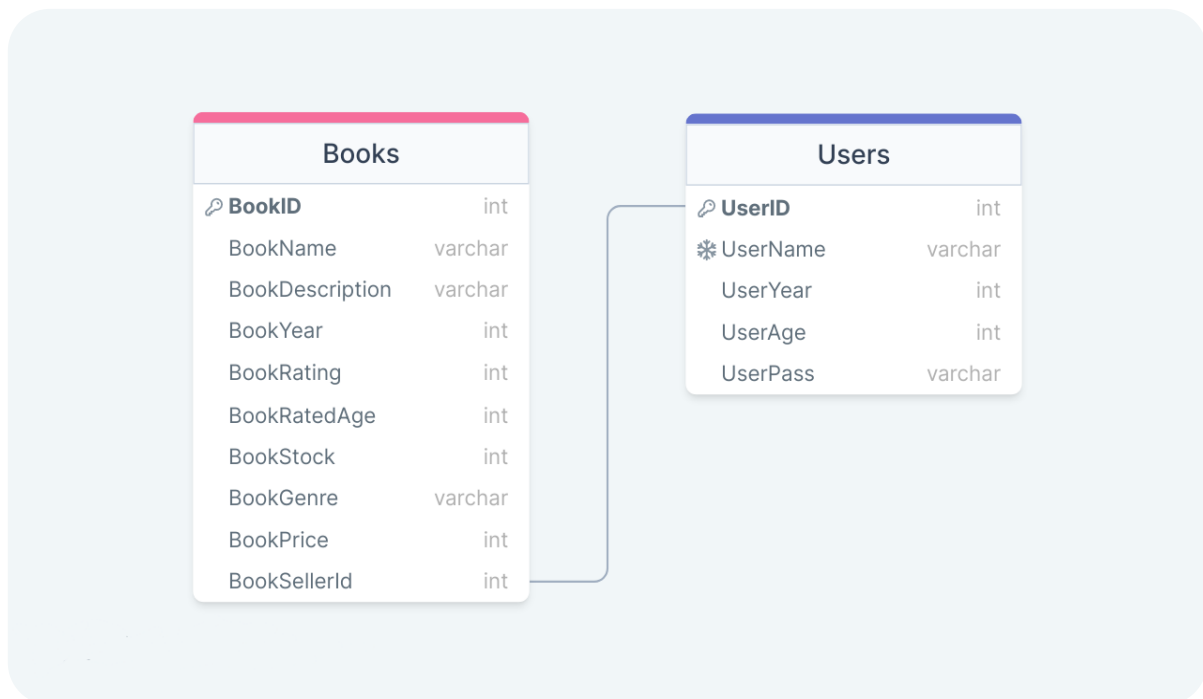 Books
BookID int
BookName varchar
BookDescription varchar
BookYear int
BookRating int
BookRatedAge int
BookStock int
BookGenre varchar
BookPrice int
BookSellerId int
Users
UserID int
UserName varchar
UserYear int
UserAge int
UserPass varchar